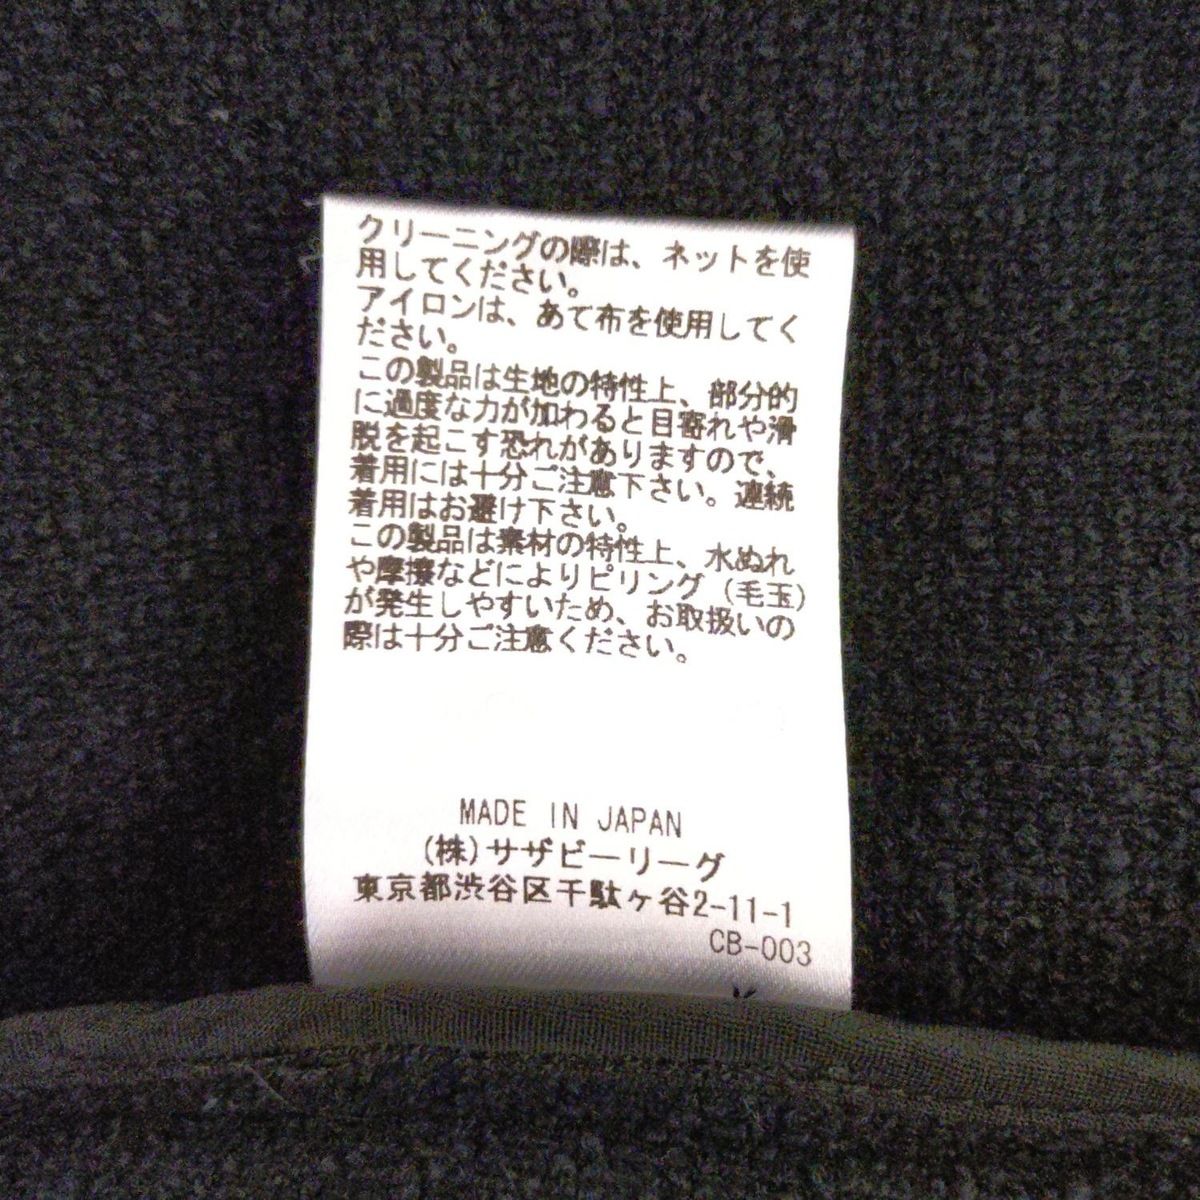 クリーニングの際は、ネットを使
用してください。
アイロンは、あて布を使用してく
ださい。
この製品は生地の特性上、部分的
に過度な力が加わると目寄れや滑
脱を起こす恐れがありますので、
着用には十分ご注意下さい。連続
着用はお避け下さい。
この製品は素材の特性上、水ぬれ
や摩擦などによりピリング(毛玉)
が発生しやすいため、お取扱いの
際は十分ご注意ください。
MADE IN JAPAN
(株)サザビーリーグ
東京都渋谷区千駄ヶ谷2-11-1
CB-003